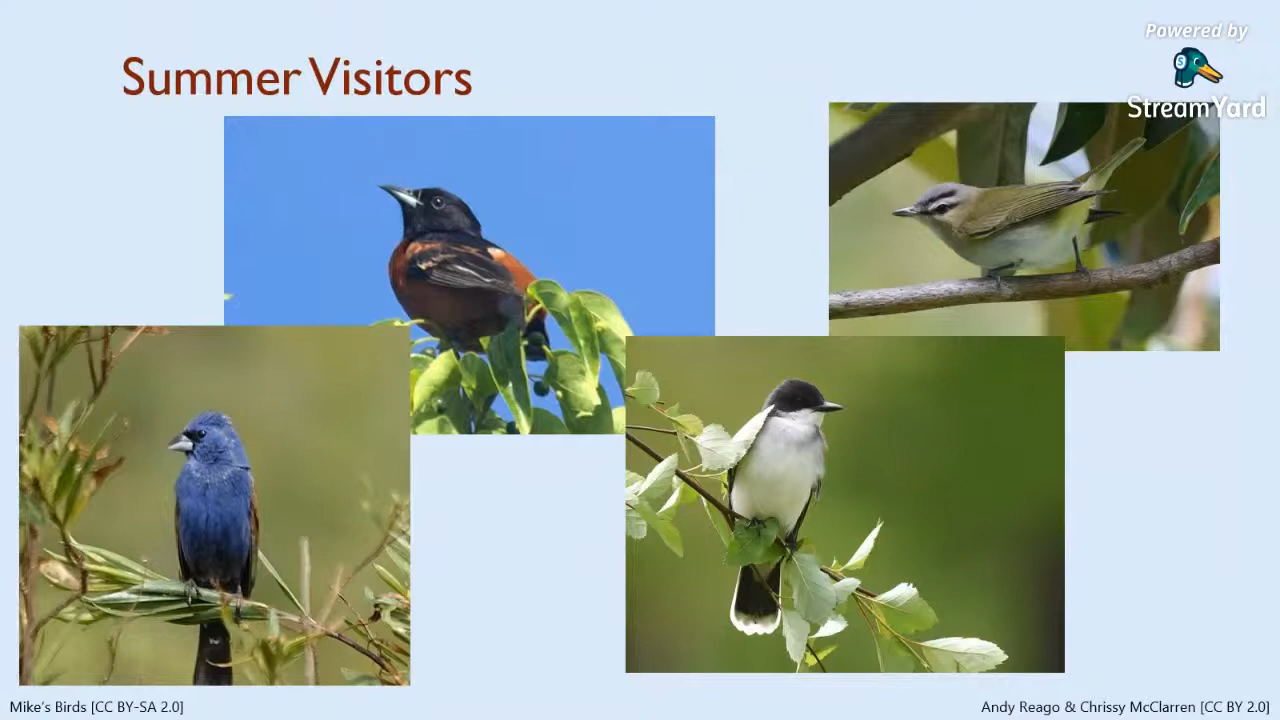 Summer Visitors
Powered by
S
StreamYard
Mike's Birds [CC BY-SA 2.0]
Andy Reago & Chrissy McClarren [CC BY 2.0]